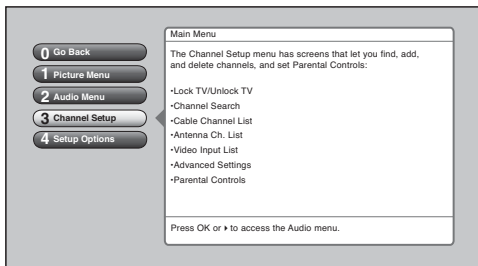 0 Go Back
1 Picture Menu
2 Audio Menu
3 Channel Setup
4 Setup Options
Main Menu
The Channel Setup menu has screens that let you find, add,
and delete channels, and set Parental Controls:
•Lock TV/Unlock TV
•Channel Search
•Cable Channel List
•Antenna Ch. List
•Video Input List
•Advanced Settings
•Parental Controls
Press OK or ▸ to access the Audio menu.